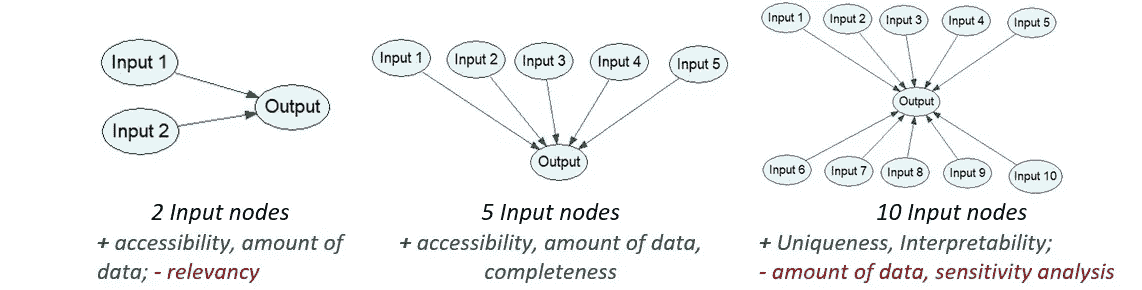 Input 1
Input 2
Output
2 Input nodes
+ accessibility, amount of
data; - relevancy
Input 1 Input 2 Input 3 Input 4 Input 5
Output
5 Input nodes
+ accessibility, amount of data,
completeness
Input 1 Input 2 Input 3 Input 4 Input 5
Output
Input 6 Input 7 Input 8 Input 9 Input 10
10 Input nodes
+ Uniqueness, Interpretability;
- amount of data, sensitivity analysis